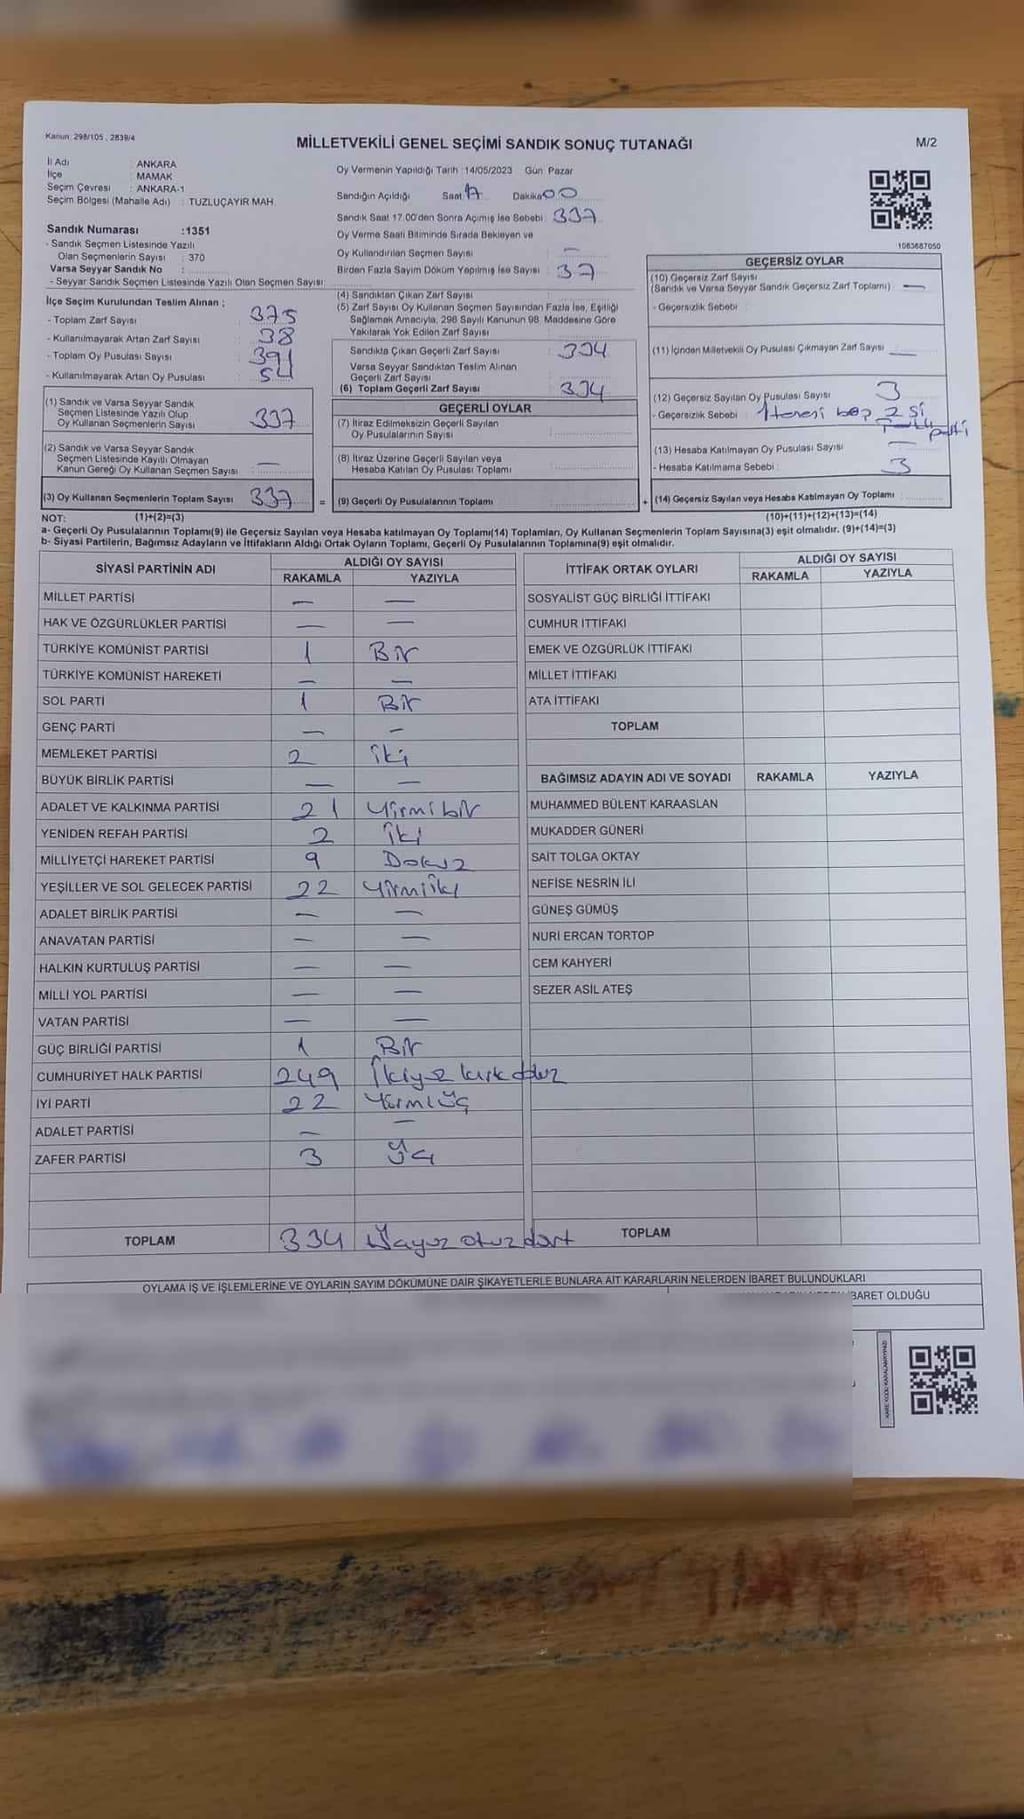 Kanun: 298/105 , 2839/4
MİLLETVEKİLİ GENEL SEÇİMİ SANDIK SONUÇ TUTANAĞI
M/2
İl Adı : ANKARA
İlçe : MAMAK
Seçim Çevresi : ANKARA-1
Seçim Bölgesi (Mahalle Adı) : TUZLUÇAYIR MAH.
Sandık Numarası :1351
- Sandık Seçmen Listesinde Yazılı
Olan Seçmenlerin Sayısı : 370
Varsa Seyyar Sandık No :
- Seyyar Sandık Seçmen Listesinde Yazılı Olan Seçmen Sayısı:
İlçe Seçim Kurulundan Teslim Alınan ;
- Toplam Zarf Sayısı 375
- Kullanılmayarak Artan Zarf Sayısı 38
- Toplam Oy Pusulası Sayısı 391
- Kullanılmayarak Artan Oy Pusulası 54
(1) Sandık ve Varsa Seyyar Sandık
Seçmen Listesinde Yazılı Olup
Oy Kullanan Seçmenlerin Sayısı 337
(2) Sandık ve Varsa Seyyar Sandık
Seçmen Listesinde Kayıtlı Olmayan
Kanun Gereği Oy Kullanan Seçmen Sayısı —
(3) Oy Kullanan Seçmenlerin Toplam Sayısı 337 =
(1)+(2)=(3)
Oy Vermenin Yapıldığı Tarih :14/05/2023 Gün: Pazar
Sandığın Açıldığı Saat 17 Dakika 00
Sandık Saat 17.00'den Sonra Açımış İse Sebebi : 337
Oy Verme Saati Bitiminde Sırada Bekleyen ve
Oy Kullandırılan Seçmen Sayısı —
Birden Fazla Sayım Döküm Yapılmış İse Sayısı : 37
(4) Sandıktan Çıkan Zarf Sayısı
(5) Zarf Sayısı Oy Kullanan Seçmen Sayısından Fazla İse, Eşitliği
Sağlamak Amacıyla, 298 Sayılı Kanunun 98. Maddesine Göre
Yakılarak Yok Edilen Zarf Sayısı
Sandıkta Çıkan Geçerli Zarf Sayısı 334
Varsa Seyyar Sandıktan Teslim Alınan
Geçerli Zarf Sayısı
(6) Toplam Geçerli Zarf Sayısı 334
GEÇERLİ OYLAR
(7) İtiraz Edilmeksizin Geçerli Sayılan
Oy Pusulalarının Sayısı
(8) İtiraz Üzerine Geçerli Sayılan veya
Hesaba Katılan Oy Pusulası Toplamı
(9) Geçerli Oy Pusulalarının Toplamı +
1063687050
GEÇERSİZ OYLAR
(10) Geçersiz Zarf Sayısı
(Sandık ve Varsa Seyyar Sandık Geçersiz Zarf Toplamı) —
- Geçersizlik Sebebi :
(11) İçinden Milletvekili Oy Pusulası Çıkmayan Zarf Sayısı —
(12) Geçersiz Sayılan Oy Pusulası Sayısı 3
- Geçersizlik Sebebi : 1 tenesi boş 2 si
(13) Hesaba Katılmayan Oy Pusulası Sayısı —
- Hesaba Katılmama Sebebi : 3
(14) Geçersiz Sayılan veya Hesaba Katılmayan Oy Toplamı
(10)+(11)+(12)+(13)=(14)
NOT:
a- Geçerli Oy Pusulalarının Toplamı(9) ile Geçersiz Sayılan veya Hesaba katılmayan Oy Toplamı(14) Toplamları, Oy Kullanan Seçmenlerin Toplam Sayısına(3) eşit olmalıdır. (9)+(14)=(3)
b- Siyasi Partilerin, Bağımsız Adayların ve İttifakların Aldığı Ortak Oyların Toplamı, Geçerli Oy Pusulalarının Toplamına(9) eşit olmalıdır.
SİYASİ PARTİNİN ADI ALDIĞI OY SAYISI
RAKAMLA YAZIYLA
MİLLET PARTİSİ — —
HAK VE ÖZGÜRLÜKLER PARTİSİ — —
TÜRKİYE KOMÜNİST PARTİSİ 1 Bir
TÜRKİYE KOMÜNİST HAREKETİ — —
SOL PARTİ 1 Bir
GENÇ PARTİ — —
MEMLEKET PARTİSİ 2 iki
BÜYÜK BİRLİK PARTİSİ — —
ADALET VE KALKINMA PARTİSİ 21 Yirmibir
YENİDEN REFAH PARTİSİ 2 iki
MİLLİYETÇİ HAREKET PARTİSİ 9 Dokuz
YEŞİLLER VE SOL GELECEK PARTİSİ 22 Yirmiiki
ADALET BİRLİK PARTİSİ — —
ANAVATAN PARTİSİ — —
HALKIN KURTULUŞ PARTİSİ — —
MİLLİ YOL PARTİSİ — —
VATAN PARTİSİ — —
GÜÇ BİRLİĞİ PARTİSİ 1 Bir
CUMHURİYET HALK PARTİSİ 249 İkiyüz kırk dokuz
İYİ PARTİ 22 Yirmiüç
ADALET PARTİSİ — —
ZAFER PARTİSİ 3 Üç
TOPLAM 334 Üçyüz otuz dört
İTTİFAK ORTAK OYLARI ALDIĞI OY SAYISI
RAKAMLA YAZIYLA
SOSYALİST GÜÇ BİRLİĞİ İTTİFAKI
CUMHUR İTTİFAKI
EMEK VE ÖZGÜRLÜK İTTİFAKI
MİLLET İTTİFAKI
ATA İTTİFAKI
TOPLAM
BAĞIMSIZ ADAYIN ADI VE SOYADI RAKAMLA YAZIYLA
MUHAMMED BÜLENT KARAASLAN
MUKADDER GÜNERİ
SAİT TOLGA OKTAY
NEFİSE NESRİN İLİ
GÜNEŞ GÜMÜŞ
NURİ ERCAN TORTOP
CEM KAHYERİ
SEZER ASİL ATEŞ
TOPLAM
OYLAMA İŞ VE İŞLEMLERİNE VE OYLARIN SAYIM DÖKÜMÜNE DAİR ŞİKAYETLERLE BUNLARA AİT KARARLARIN NELERDEN İBARET BULUNDUKLARI
İBARET OLDUĞU